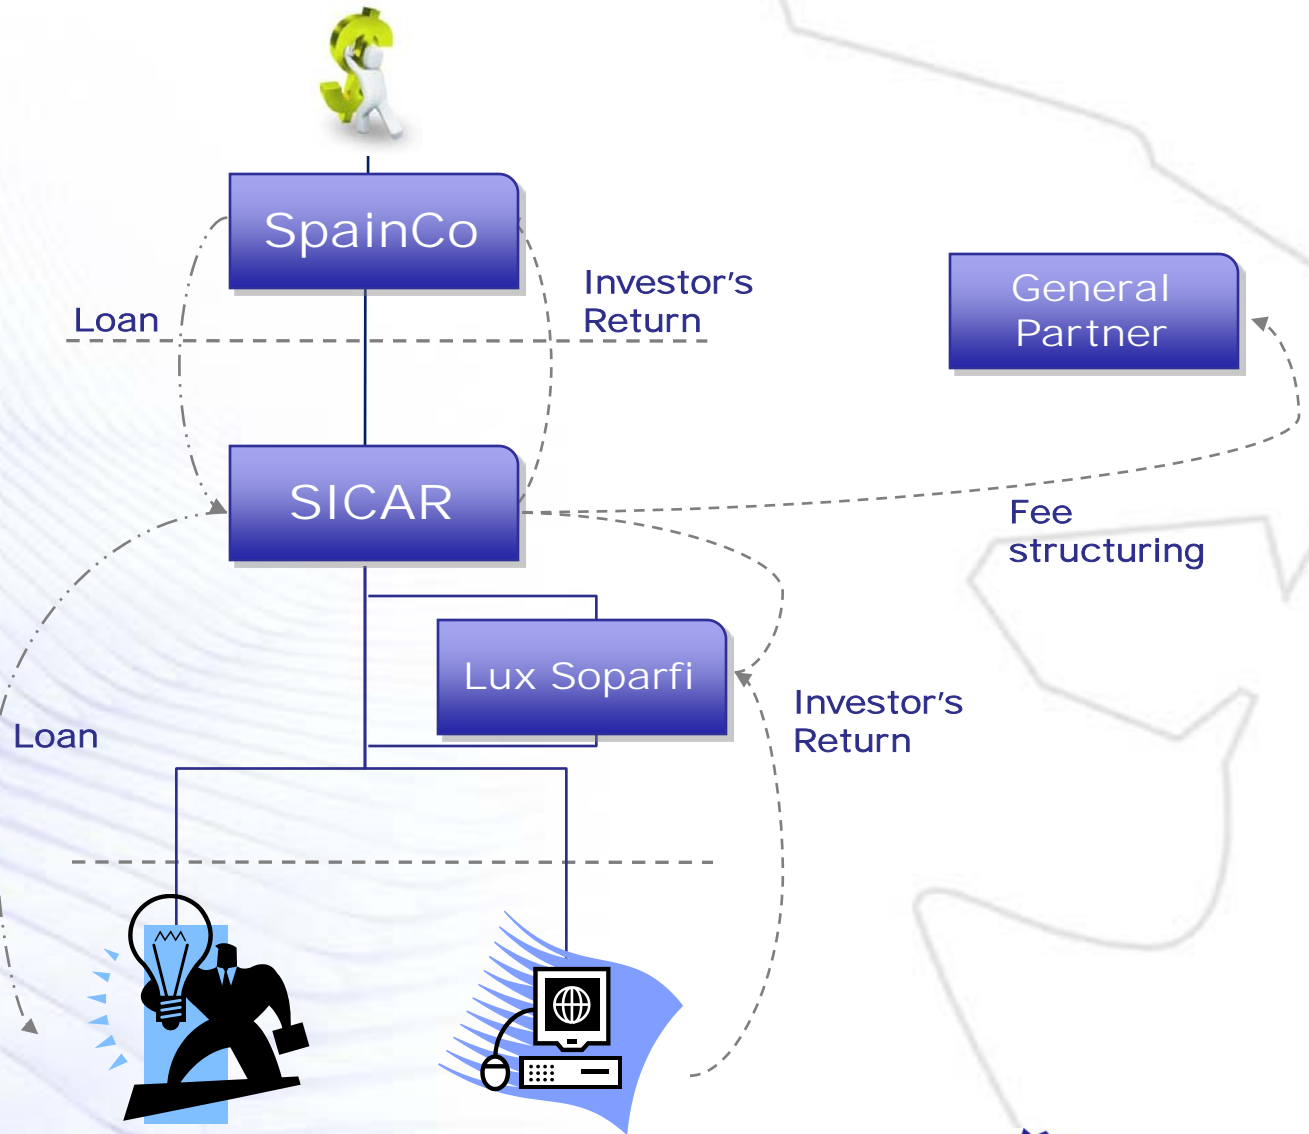 SpainCo
Investor's
Return
Loan
General
Partner
SICAR
Fee
structuring
Lux Soparfi
Investor's
Return
Loan